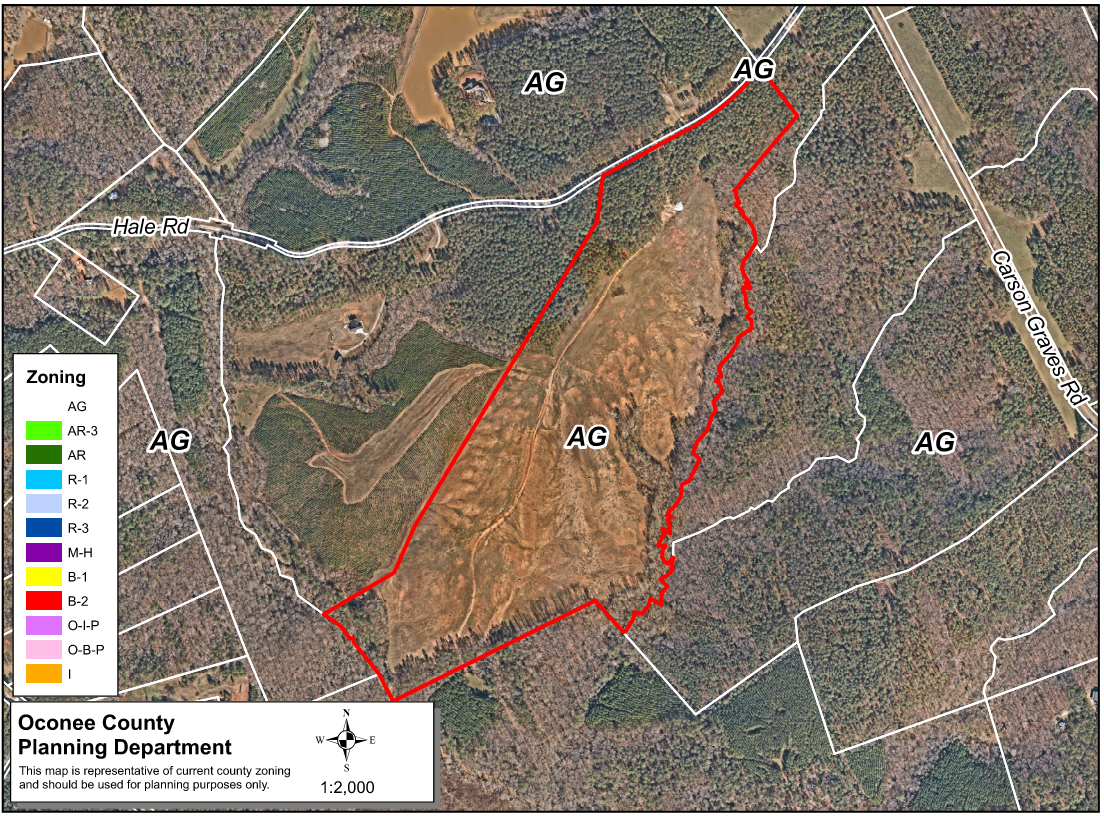 AG
AG
Hale Rd
Carson Graves Rd
AG
AG
AG
Zoning
AG
AR-3
AR
R-1
R-2
R-3
M-H
B-1
B-2
O-I-P
O-B-P
I
Oconee County
Planning Department
This map is representative of current county zoning
and should be used for planning purposes only.
N
W E
S
1:2,000